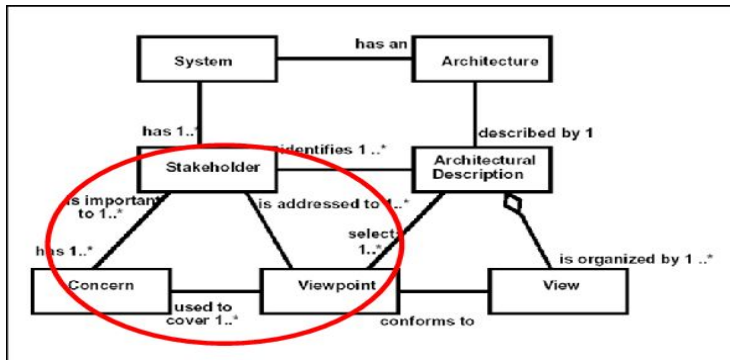 has an
System
Architecture
has 1..*
described by 1
identifies 1 ..*
Stakeholder
Architectural
Description
is important
to 1..*
is addressed to 1..*
selects
1..*
has 1..*
is organized by 1 ..*
Concern
Viewpoint
View
used to
cover 1..*
conforms to